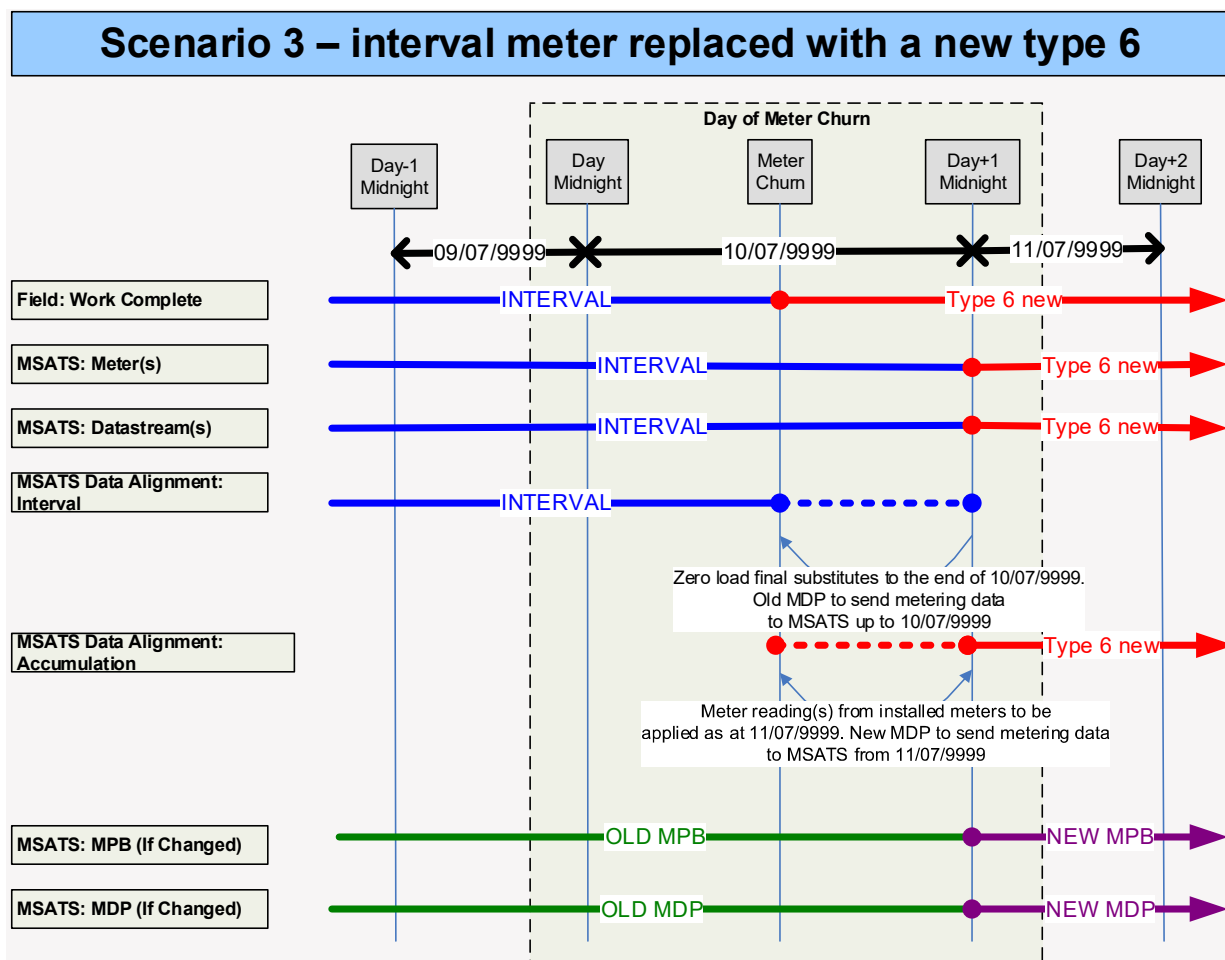 Scenario 3 – interval meter replaced with a new type 6
Day of Meter Churn
Day-1
Midnight
Day
Midnight
Meter
Churn
Day+1
Midnight
Day+2
Midnight
09/07/9999
10/07/9999
11/07/9999
Field: Work Complete
INTERVAL
Type 6 new
MSATS: Meter(s)
INTERVAL
Type 6 new
MSATS: Datastream(s)
INTERVAL
Type 6 new
MSATS Data Alignment:
Interval
INTERVAL
Zero load final substitutes to the end of 10/07/9999.
Old MDP to send metering data
to MSATS up to 10/07/9999
MSATS Data Alignment:
Accumulation
Type 6 new
Meter reading(s) from installed meters to be
applied as at 11/07/9999. New MDP to send metering data
to MSATS from 11/07/9999
MSATS: MPB (If Changed)
OLD MPB
NEW MPB
MSATS: MDP (If Changed)
OLD MDP
NEW MDP